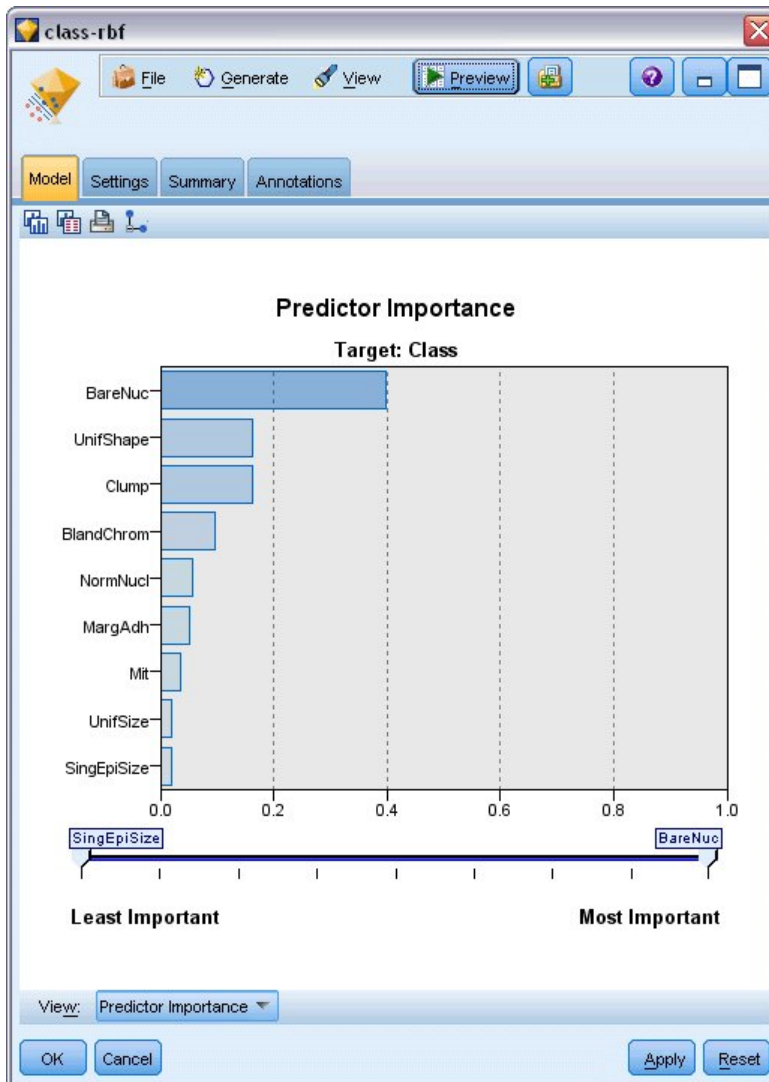 class-rbf
File Generate View Preview
Model Settings Summary Annotations
Predictor Importance
Target: Class
BareNuc
UnifShape
Clump
BlandChrom
NormNucl
MargAdh
Mit
UnifSize
SingEpiSize
0.0 0.2 0.4 0.6 0.8 1.0
SingEpiSize BareNuc
Least Important Most Important
View: Predictor Importance
OK Cancel Apply Reset